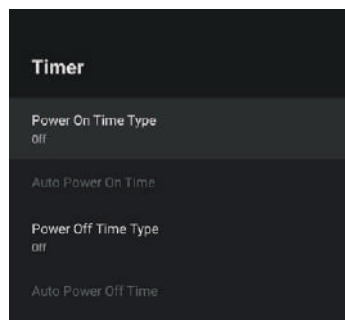 Timer
Power On Time Type
Off
Auto Power On Time
Power Off Time Type
Off
Auto Power Off Time